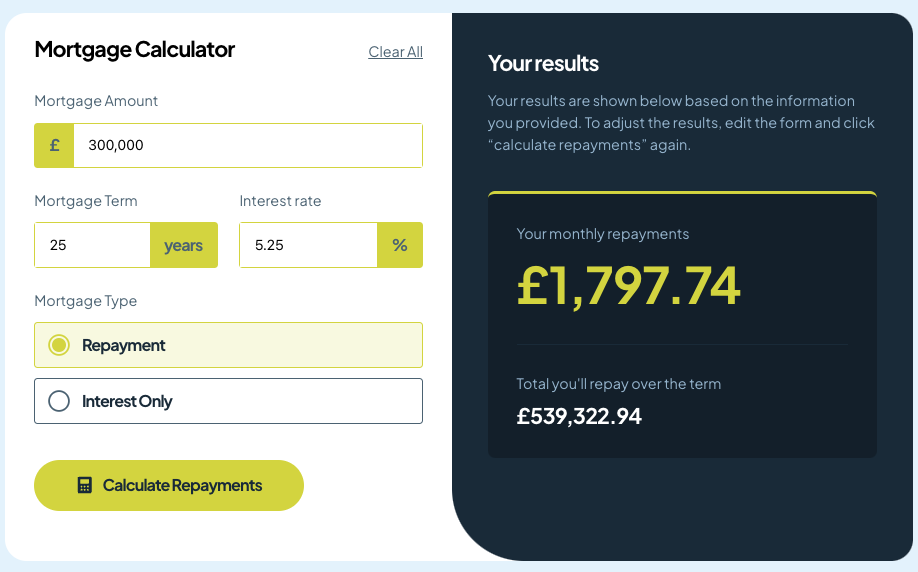 Mortgage Calculator
Clear All
Mortgage Amount
£ 300,000
Mortgage Term
25 years
Interest rate
5.25 %
Mortgage Type
Repayment
Interest Only
Calculate Repayments
Your results
Your results are shown below based on the information
you provided. To adjust the results, edit the form and click
“calculate repayments” again.
Your monthly repayments
£1,797.74
Total you'll repay over the term
£539,322.94